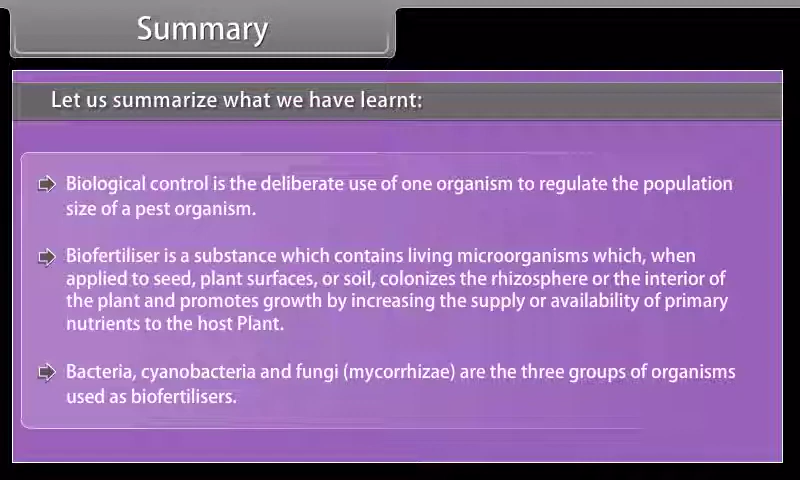 Summary
Let us summarize what we have learnt:
Biological control is the deliberate use of one organism to regulate the population
size of a pest organism.
Biofertiliser is a substance which contains living microorganisms which, when
applied to seed, plant surfaces, or soil, colonizes the rhizosphere or the interior of
the plant and promotes growth by increasing the supply or availability of primary
nutrients to the host Plant.
Bacteria, cyanobacteria and fungi (mycorrhizae) are the three groups of organisms
used as biofertilisers.